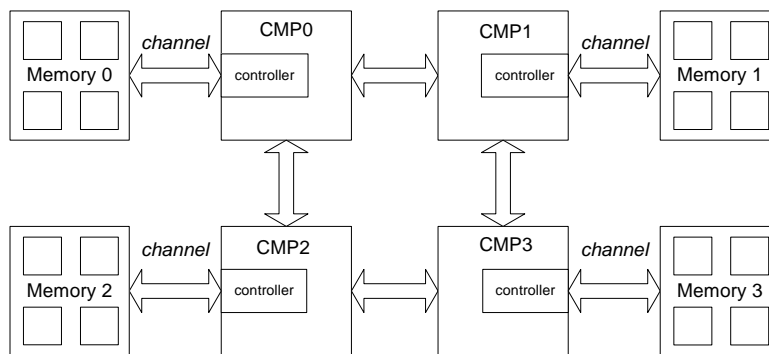 channel CMP0 CMP1 channel
Memory 0 controller controller Memory 1
channel CMP2 CMP3 channel
Memory 2 controller controller Memory 3